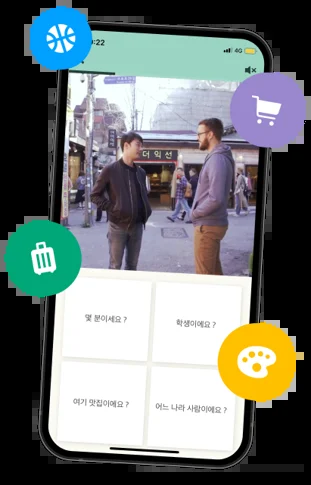 9:22
4G
더 익선
몇 분이세요 ?
학생이에요 ?
여기 맛집이에요 ?
어느 나라 사람이에요 ?